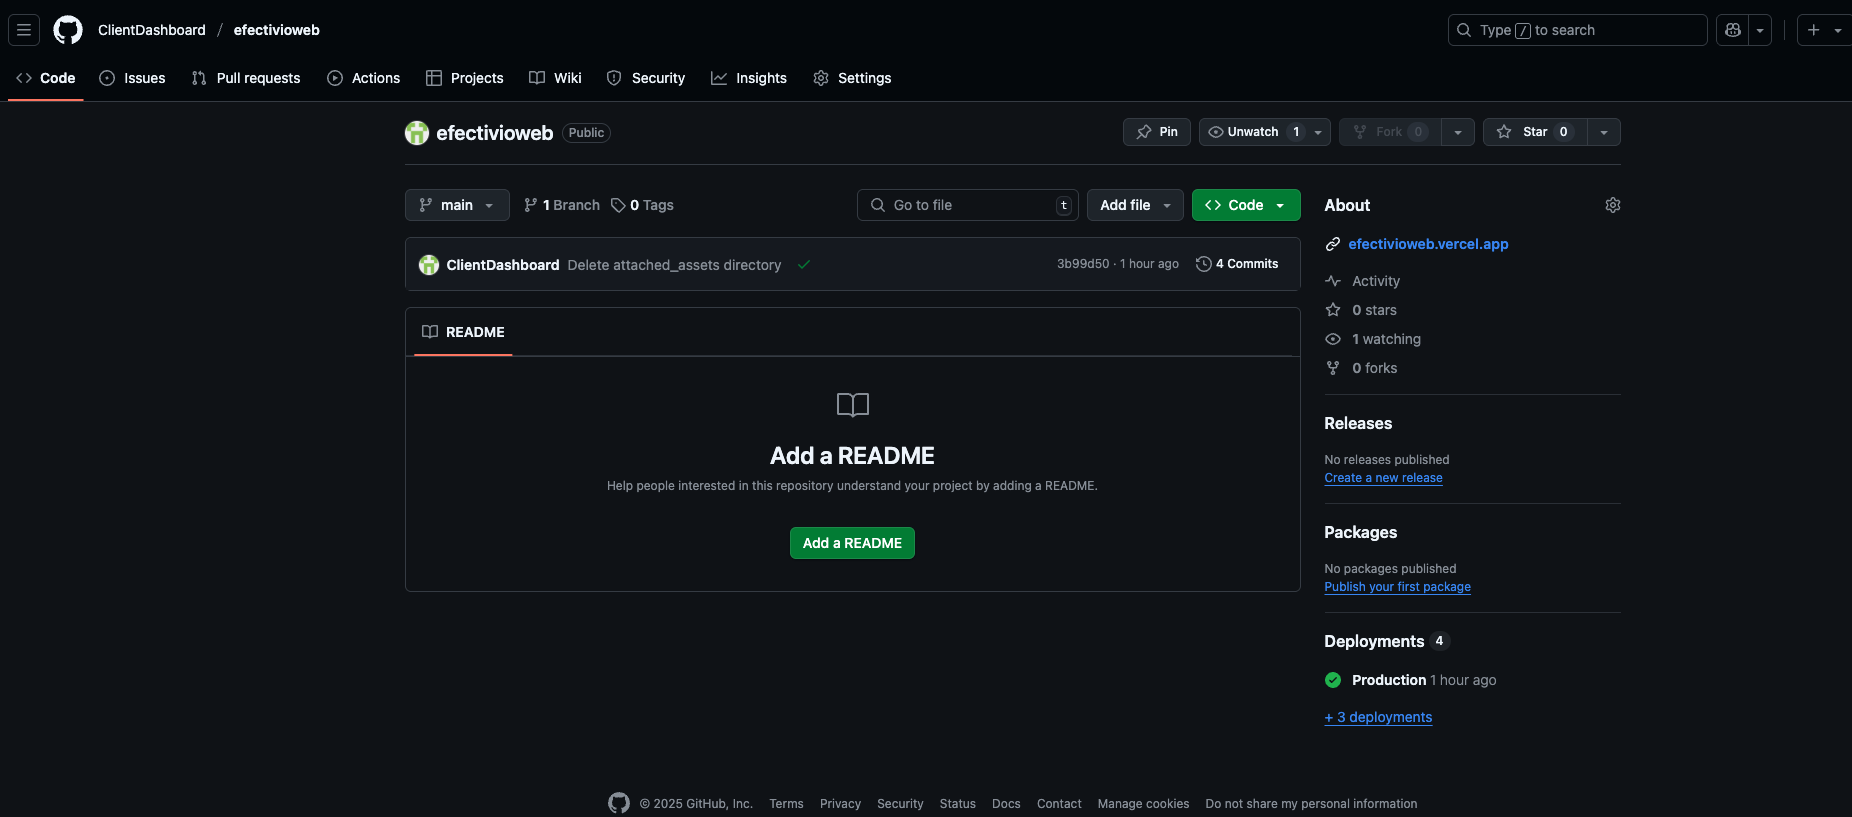 ClientDashboard / efectivioweb
Type / to search
Code Issues Pull requests Actions Projects Wiki Security Insights Settings
efectivioweb Public
Pin Unwatch 1 Fork 0 Star 0
main 1 Branch 0 Tags Go to file t Add file Code
ClientDashboard Delete attached_assets directory 3b99d50 · 1 hour ago 4 Commits
README
Add a README
Help people interested in this repository understand your project by adding a README.
Add a README
About
efectivioweb.vercel.app
Activity
0 stars
1 watching
0 forks
Releases
No releases published
Create a new release
Packages
No packages published
Publish your first package
Deployments 4
Production 1 hour ago
+ 3 deployments
© 2025 GitHub, Inc. Terms Privacy Security Status Docs Contact Manage cookies Do not share my personal information